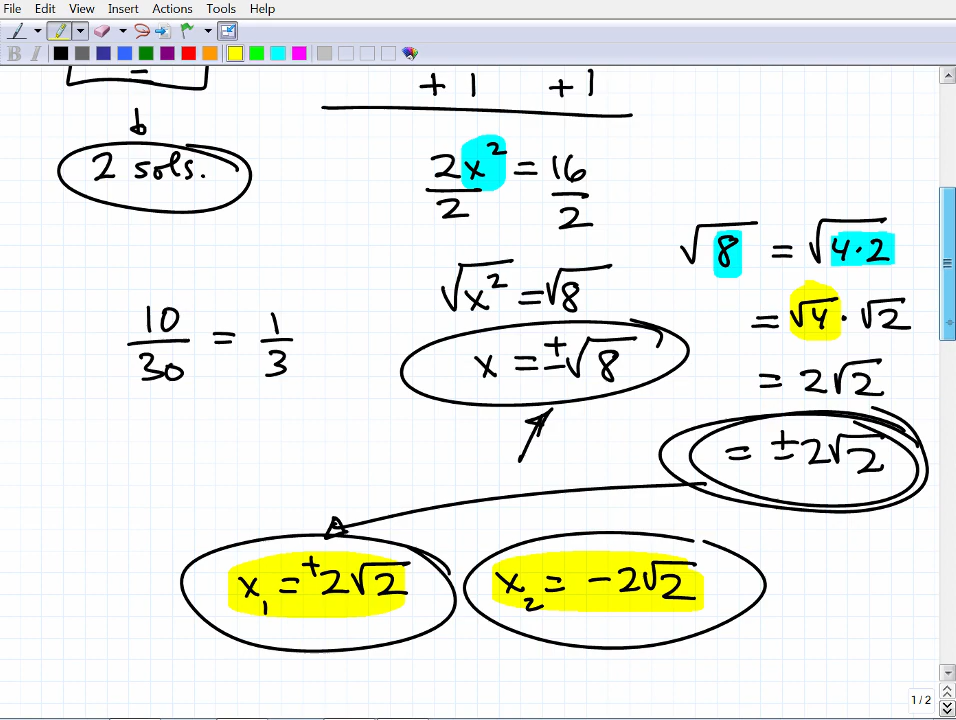 File Edit View Insert Actions Tools Help
B I
=
+ 1 + 1
2 sols.
2x² = 16
2 2
√8 = √4·2
√x² = √8
= √4 · √2
10/30 = 1/3
x = ±√8
= 2√2
= ±2√2
x₁ = +2√2 x₂ = -2√2
1 / 2